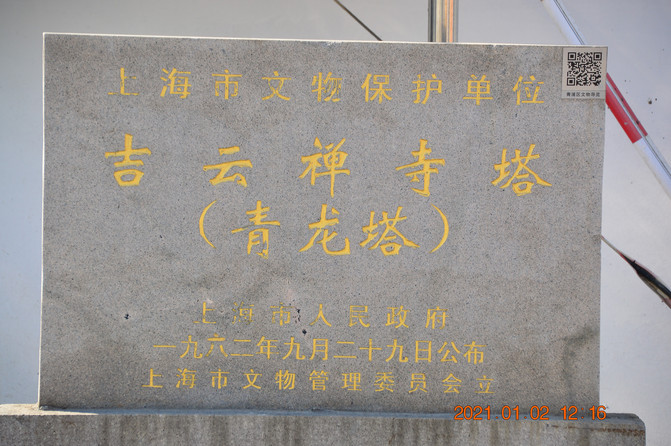 上海市文物保护单位
吉云禅寺塔
（青龙塔）
上海市人民政府
一九六二年九月二十九日公布
上海市文物管理委员会立
2021.01.02 12:16